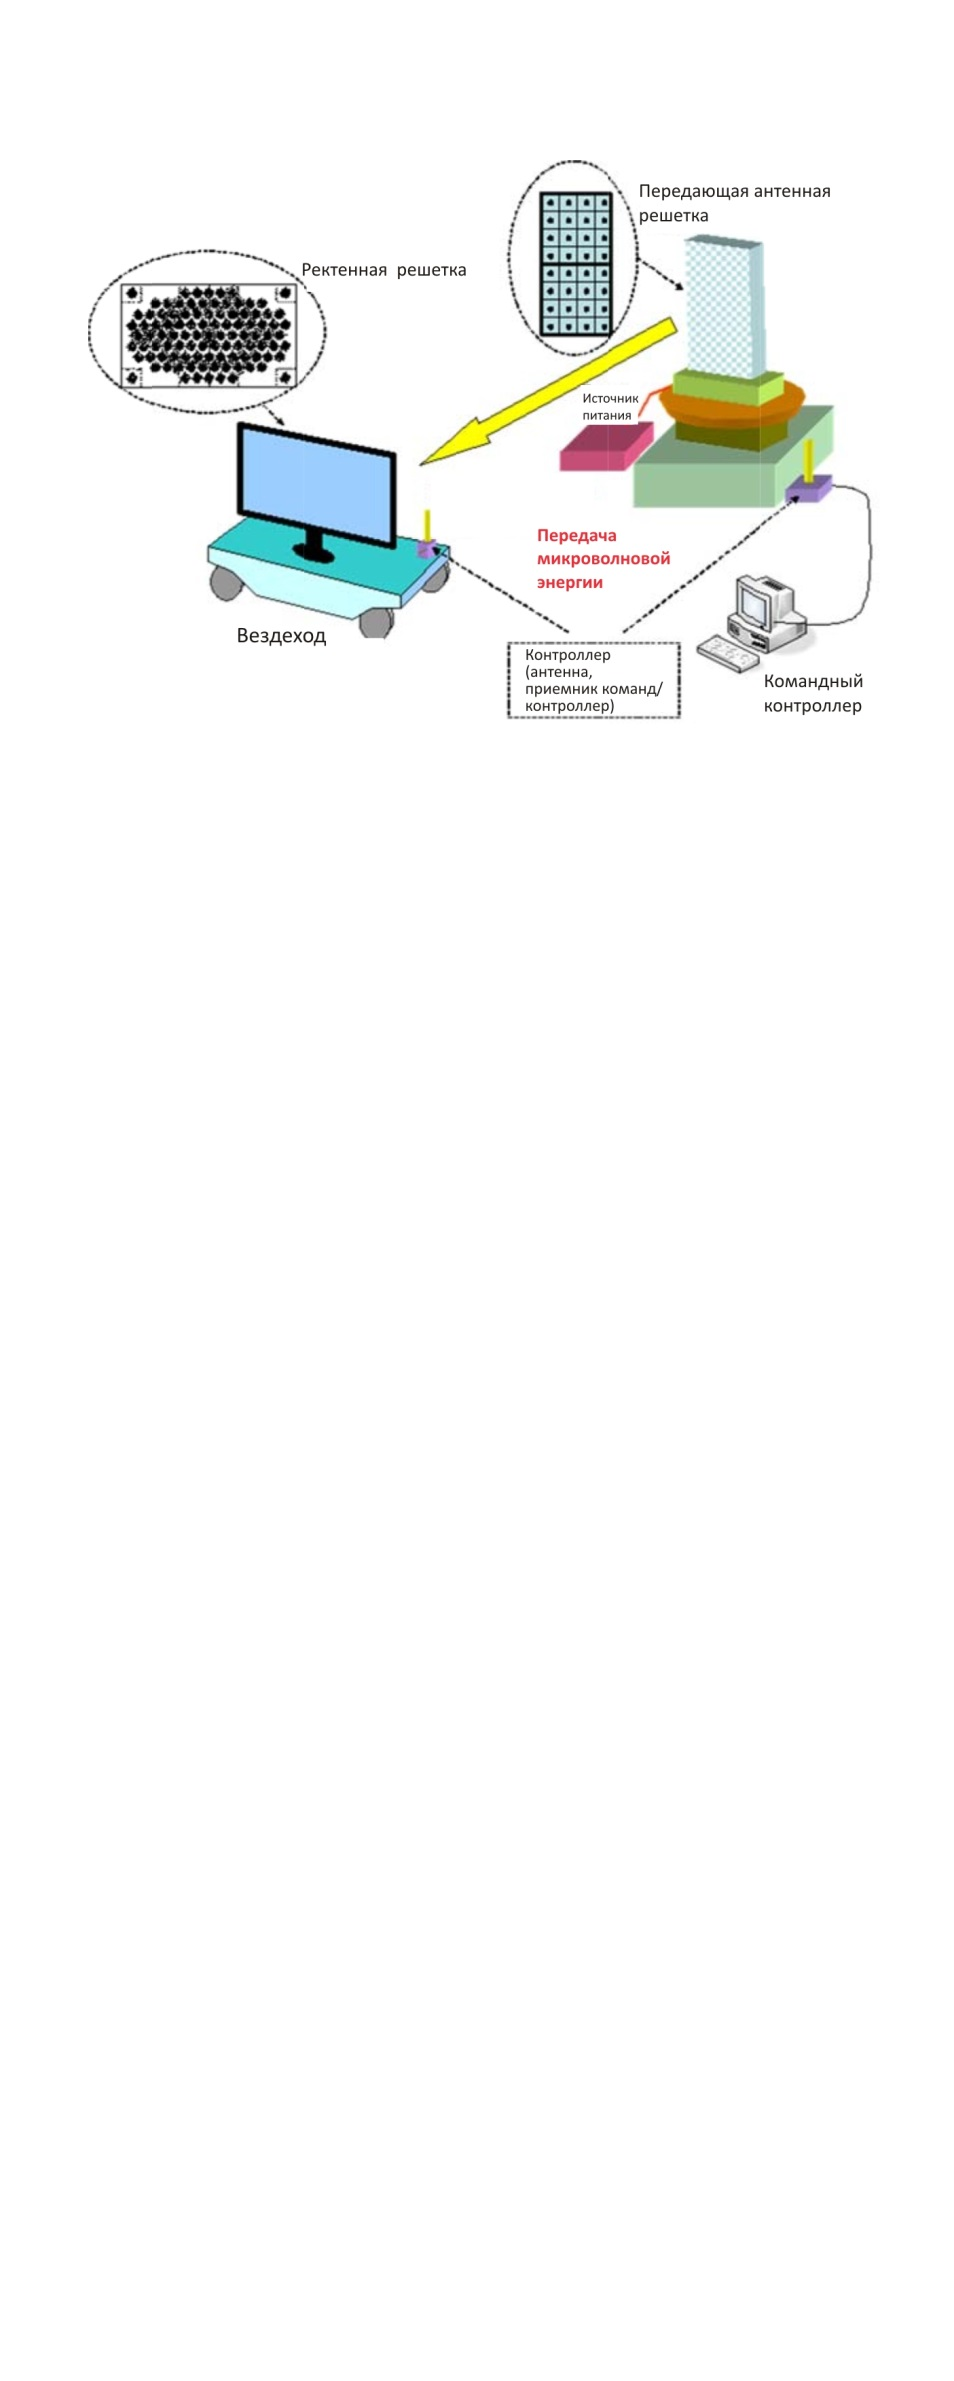 Передающая антенная
решетка
Ректенная решетка
Источник
питания
Передача
микроволновой
энергии
Вездеход
Контроллер
(антенна,
приемник команд/
контроллер)
Командный
контроллер